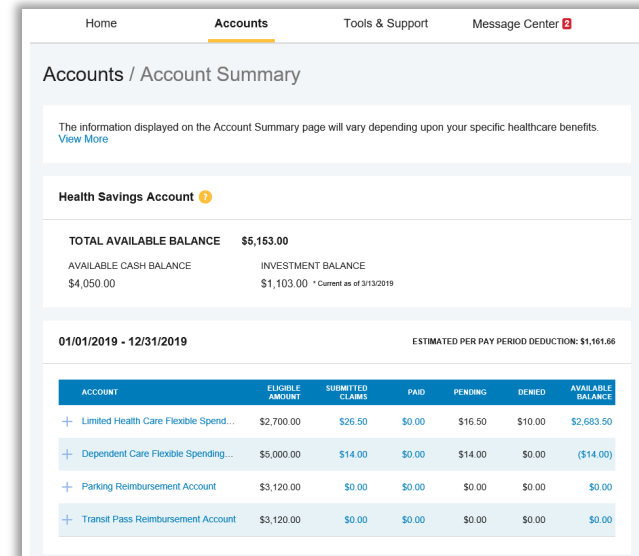 Home Accounts Tools & Support Message Center 2
Accounts / Account Summary
The information displayed on the Account Summary page will vary depending upon your specific healthcare benefits.
View More
Health Savings Account ?
TOTAL AVAILABLE BALANCE $5,153.00
AVAILABLE CASH BALANCE INVESTMENT BALANCE
$4,050.00 $1,103.00 * Current as of 3/13/2019
01/01/2019 - 12/31/2019 ESTIMATED PER PAY PERIOD DEDUCTION: $1,161.66
ACCOUNT ELIGIBLE AMOUNT SUBMITTED CLAIMS PAID PENDING DENIED AVAILABLE BALANCE
+ Limited Health Care Flexible Spend... $2,700.00 $26.50 $0.00 $16.50 $10.00 $2,683.50
+ Dependent Care Flexible Spending... $5,000.00 $14.00 $0.00 $14.00 $0.00 ($14.00)
+ Parking Reimbursement Account $3,120.00 $0.00 $0.00 $0.00 $0.00 $0.00
+ Transit Pass Reimbursement Account $3,120.00 $0.00 $0.00 $0.00 $0.00 $0.00